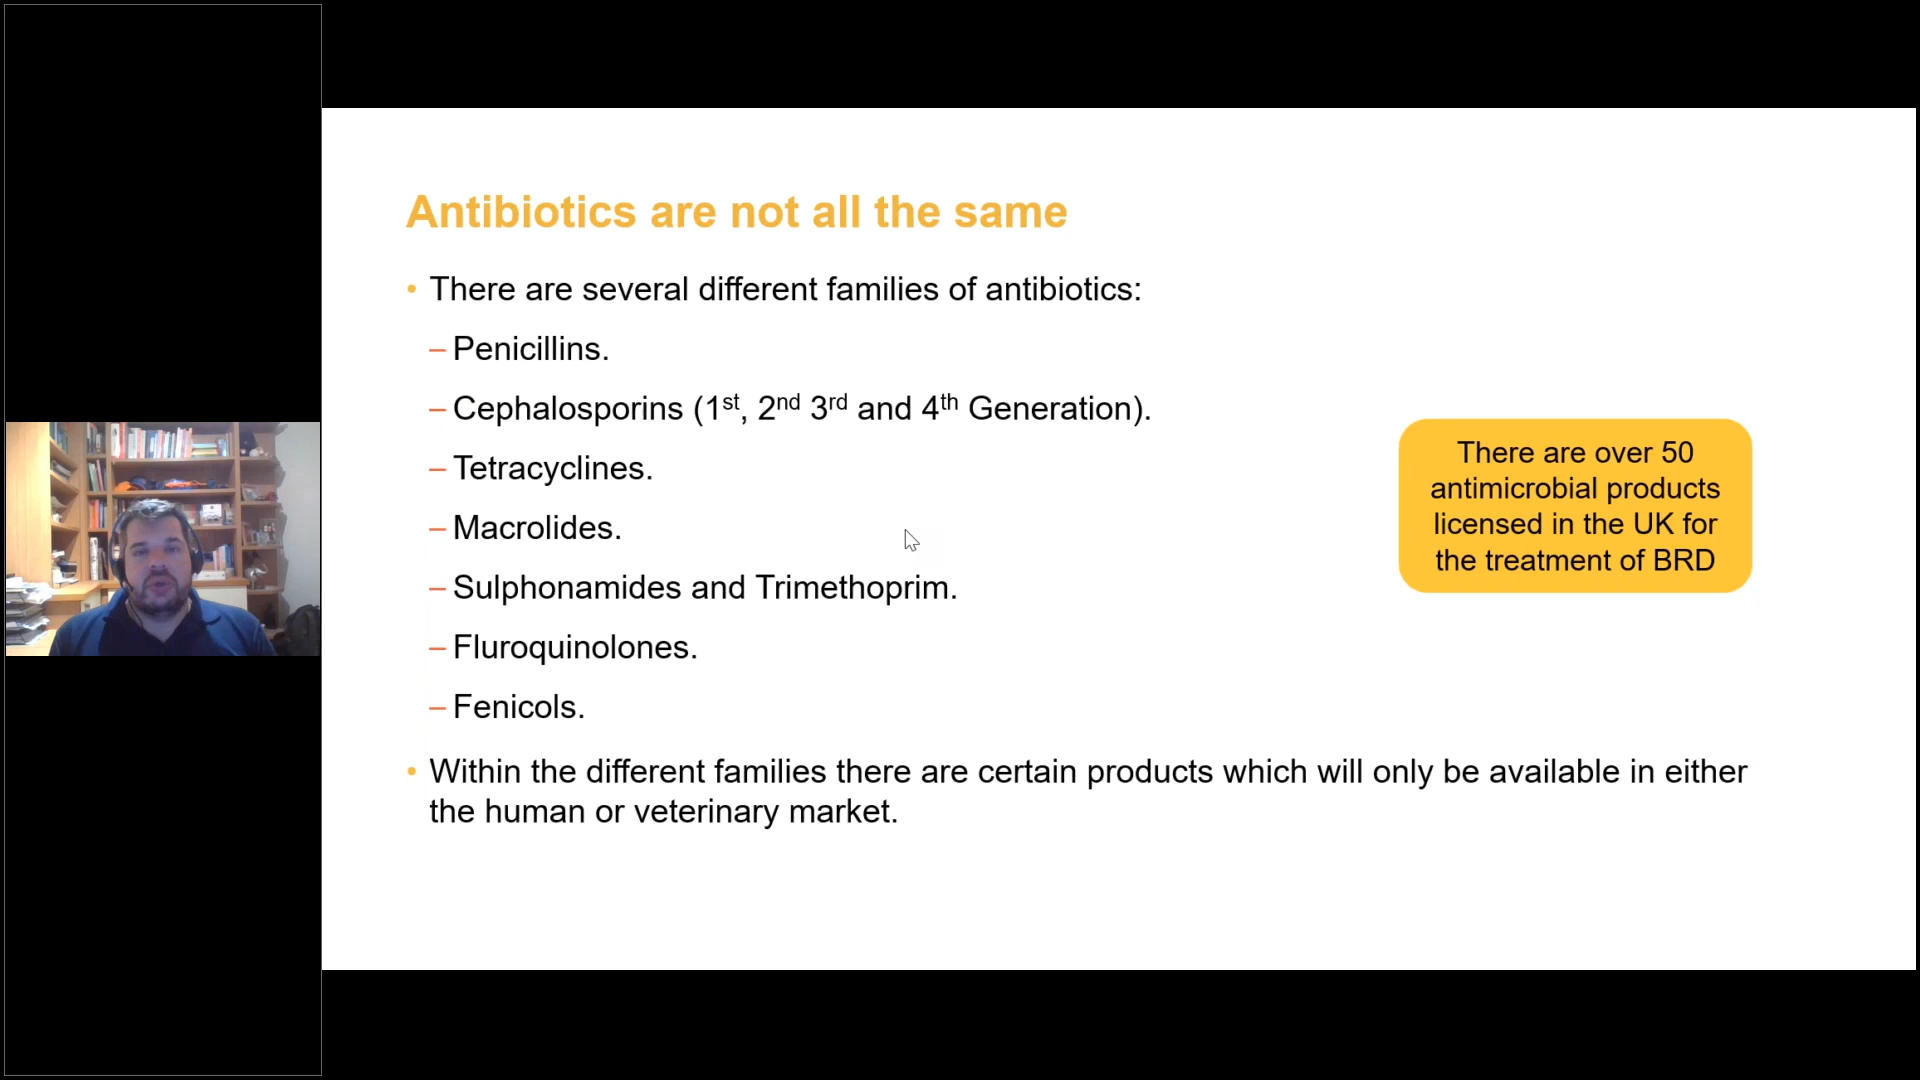 Antibiotics are not all the same
• There are several different families of antibiotics:
– Penicillins.
– Cephalosporins (1st, 2nd 3rd and 4th Generation).
– Tetracyclines.
– Macrolides.
– Sulphonamides and Trimethoprim.
– Fluroquinolones.
– Fenicols.
• Within the different families there are certain products which will only be available in either
the human or veterinary market.
There are over 50
antimicrobial products
licensed in the UK for
the treatment of BRD